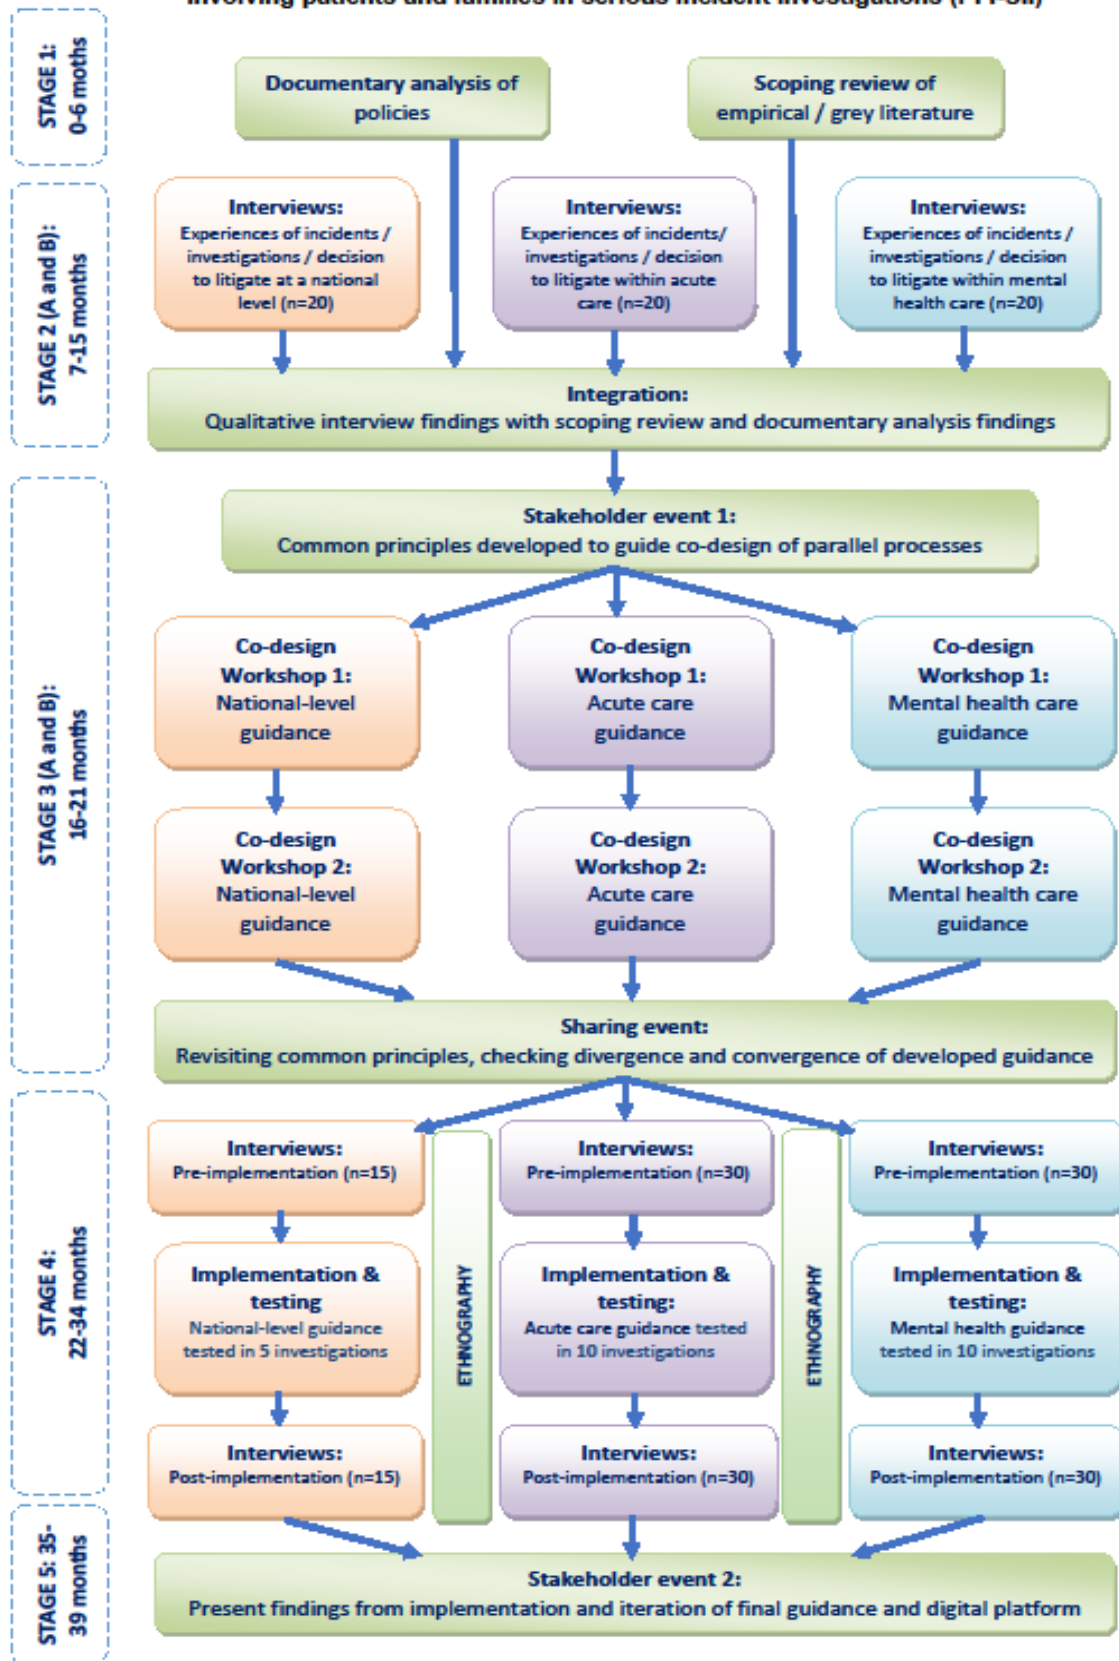 involving patients and families in serious incident investigations (PFI-SII)
STAGE 1:
0-6 moths
Documentary analysis of
policies
Scoping review of
empirical / grey literature
STAGE 2 (A and B):
7-15 months
Interviews:
Experiences of incidents /
investigations / decision
to litigate at a national
level (n=20)
Interviews:
Experiences of incidents/
investigations / decision
to litigate within acute
care (n=20)
Interviews:
Experiences of incidents /
investigations / decision
to litigate within mental
health care (n=20)
Integration:
Qualitative interview findings with scoping review and documentary analysis findings
STAGE 3 (A and B):
16-21 months
Stakeholder event 1:
Common principles developed to guide co-design of parallel processes
Co-design
Workshop 1:
National-level
guidance
Co-design
Workshop 1:
Acute care
guidance
Co-design
Workshop 1:
Mental health care
guidance
Co-design
Workshop 2:
National-level
guidance
Co-design
Workshop 2:
Acute care
guidance
Co-design
Workshop 2:
Mental health care
guidance
Sharing event:
Revisiting common principles, checking divergence and convergence of developed guidance
STAGE 4:
22-34 months
Interviews:
Pre-implementation (n=15)
Interviews:
Pre-implementation (n=30)
Interviews:
Pre-implementation (n=30)
ETHNOGRAPHY
ETHNOGRAPHY
Implementation &
testing
National-level guidance
tested in 5 investigations
Implementation &
testing:
Acute care guidance tested
in 10 investigations
Implementation &
testing:
Mental health guidance
tested in 10 investigations
Interviews:
Post-implementation (n=15)
Interviews:
Post-implementation (n=30)
Interviews:
Post-implementation (n=30)
STAGE 5: 35-
39 months
Stakeholder event 2:
Present findings from implementation and iteration of final guidance and digital platform